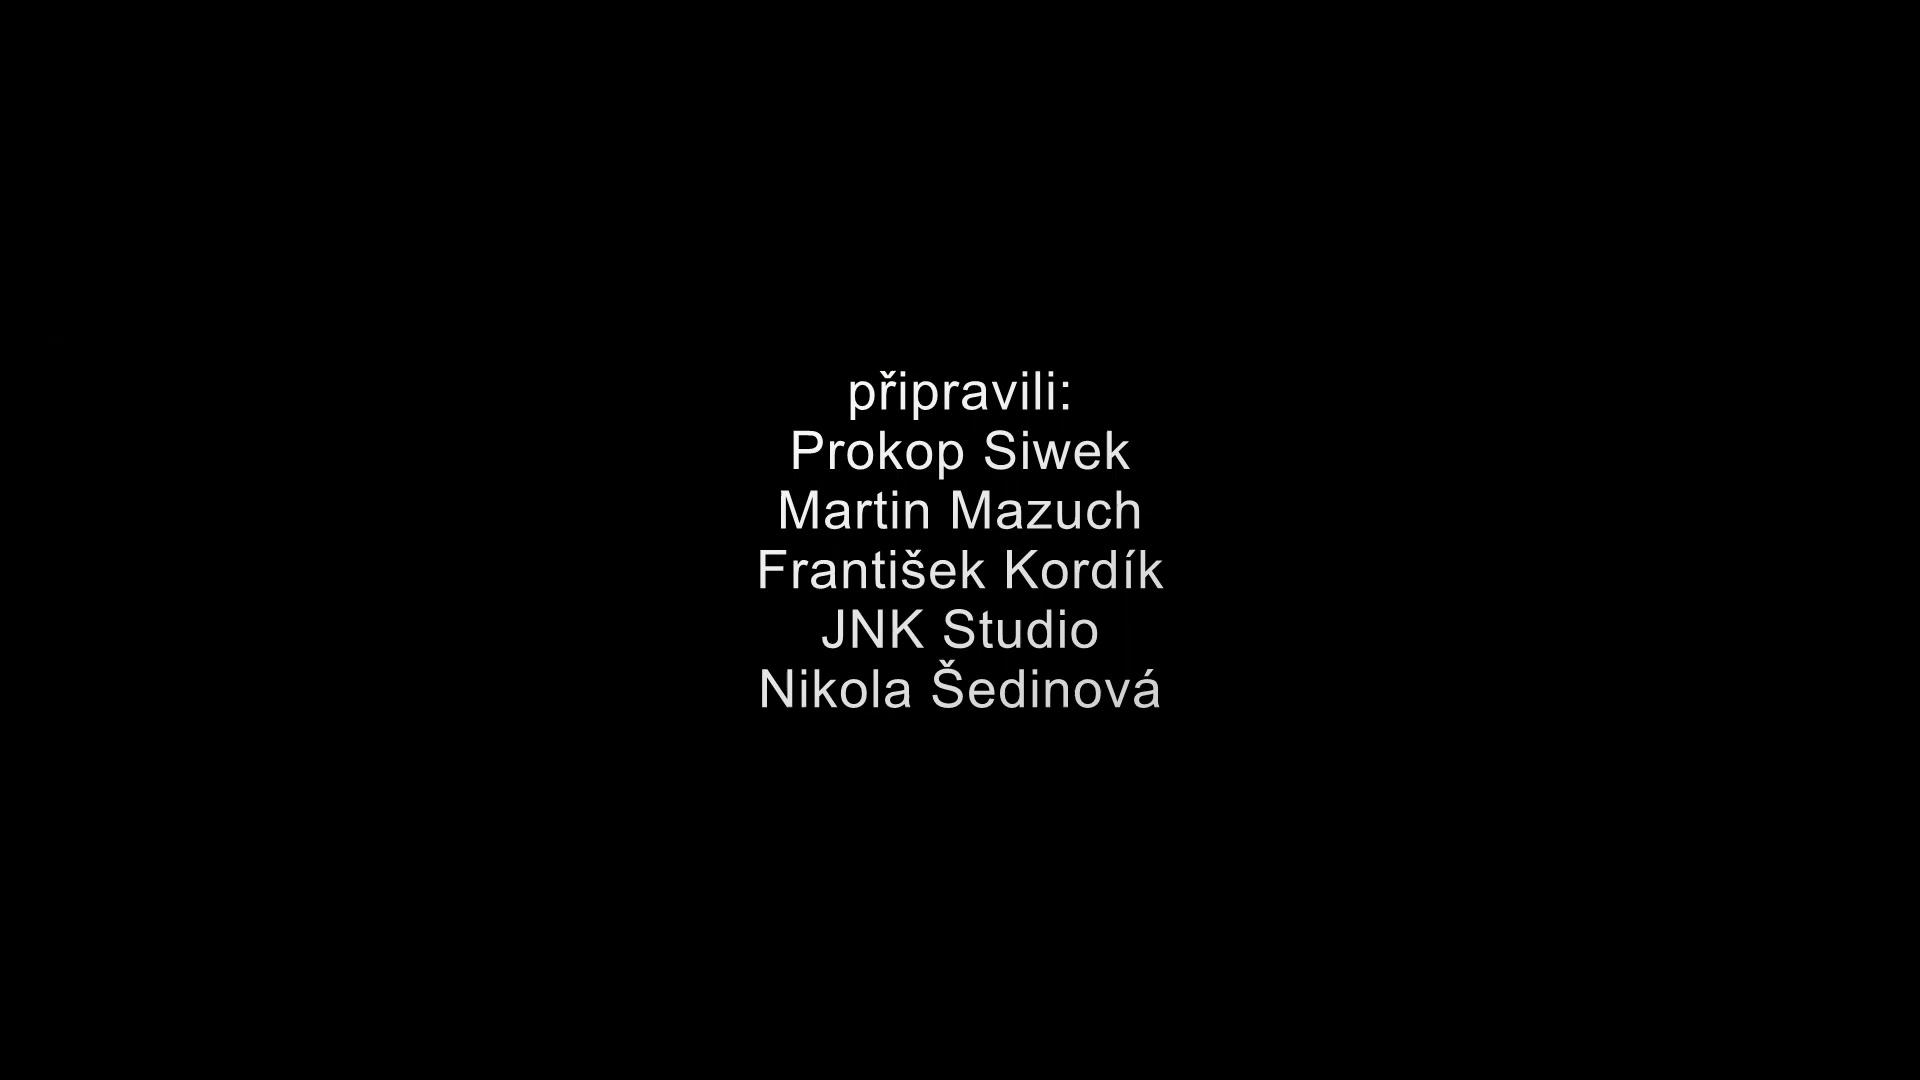 připravili:
Prokop Siwek
Martin Mazuch
František Kordík
JNK Studio
Nikola Šedinová